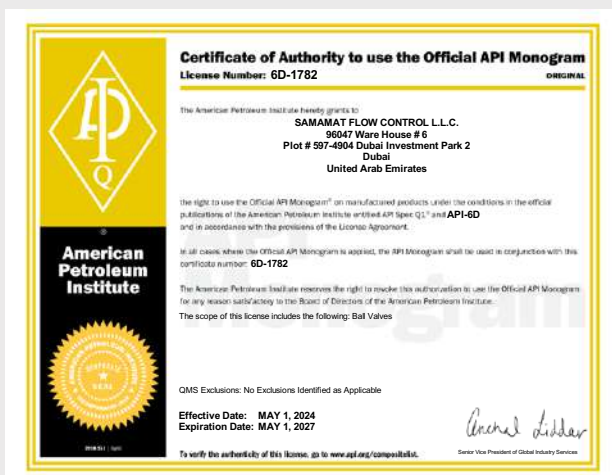 Certificate of Authority to use the Official API Monogram
License Number: 6D-1782
ORIGINAL
The American Petroleum Institute hereby grants to
SAMAMAT FLOW CONTROL L.L.C.
96047 Ware House # 6
Plot # 597-4904 Dubai Investment Park 2
Dubai
United Arab Emirates
the right to use the Official API Monogram® on manufactured products under the conditions in the official
publications of the American Petroleum Institute entitled API Spec Q1® and API-6D
and in accordance with the provisions of the License Agreement.
In all cases where the Official API Monogram is applied, the API Monogram shall be used in conjunction with this
certificate number: 6D-1782
The American Petroleum Institute reserves the right to revoke this authorization to use the Official API Monogram
for any reason satisfactory to the Board of Directors of the American Petroleum Institute.
The scope of this license includes the following: Ball Valves
QMS Exclusions: No Exclusions Identified as Applicable
Effective Date: MAY 1, 2024
Expiration Date: MAY 1, 2027
To verify the authenticity of this license, go to www.api.org/compositelist.
Senior Vice President of Global Industry Services
API
Q
®
American
Petroleum
Institute